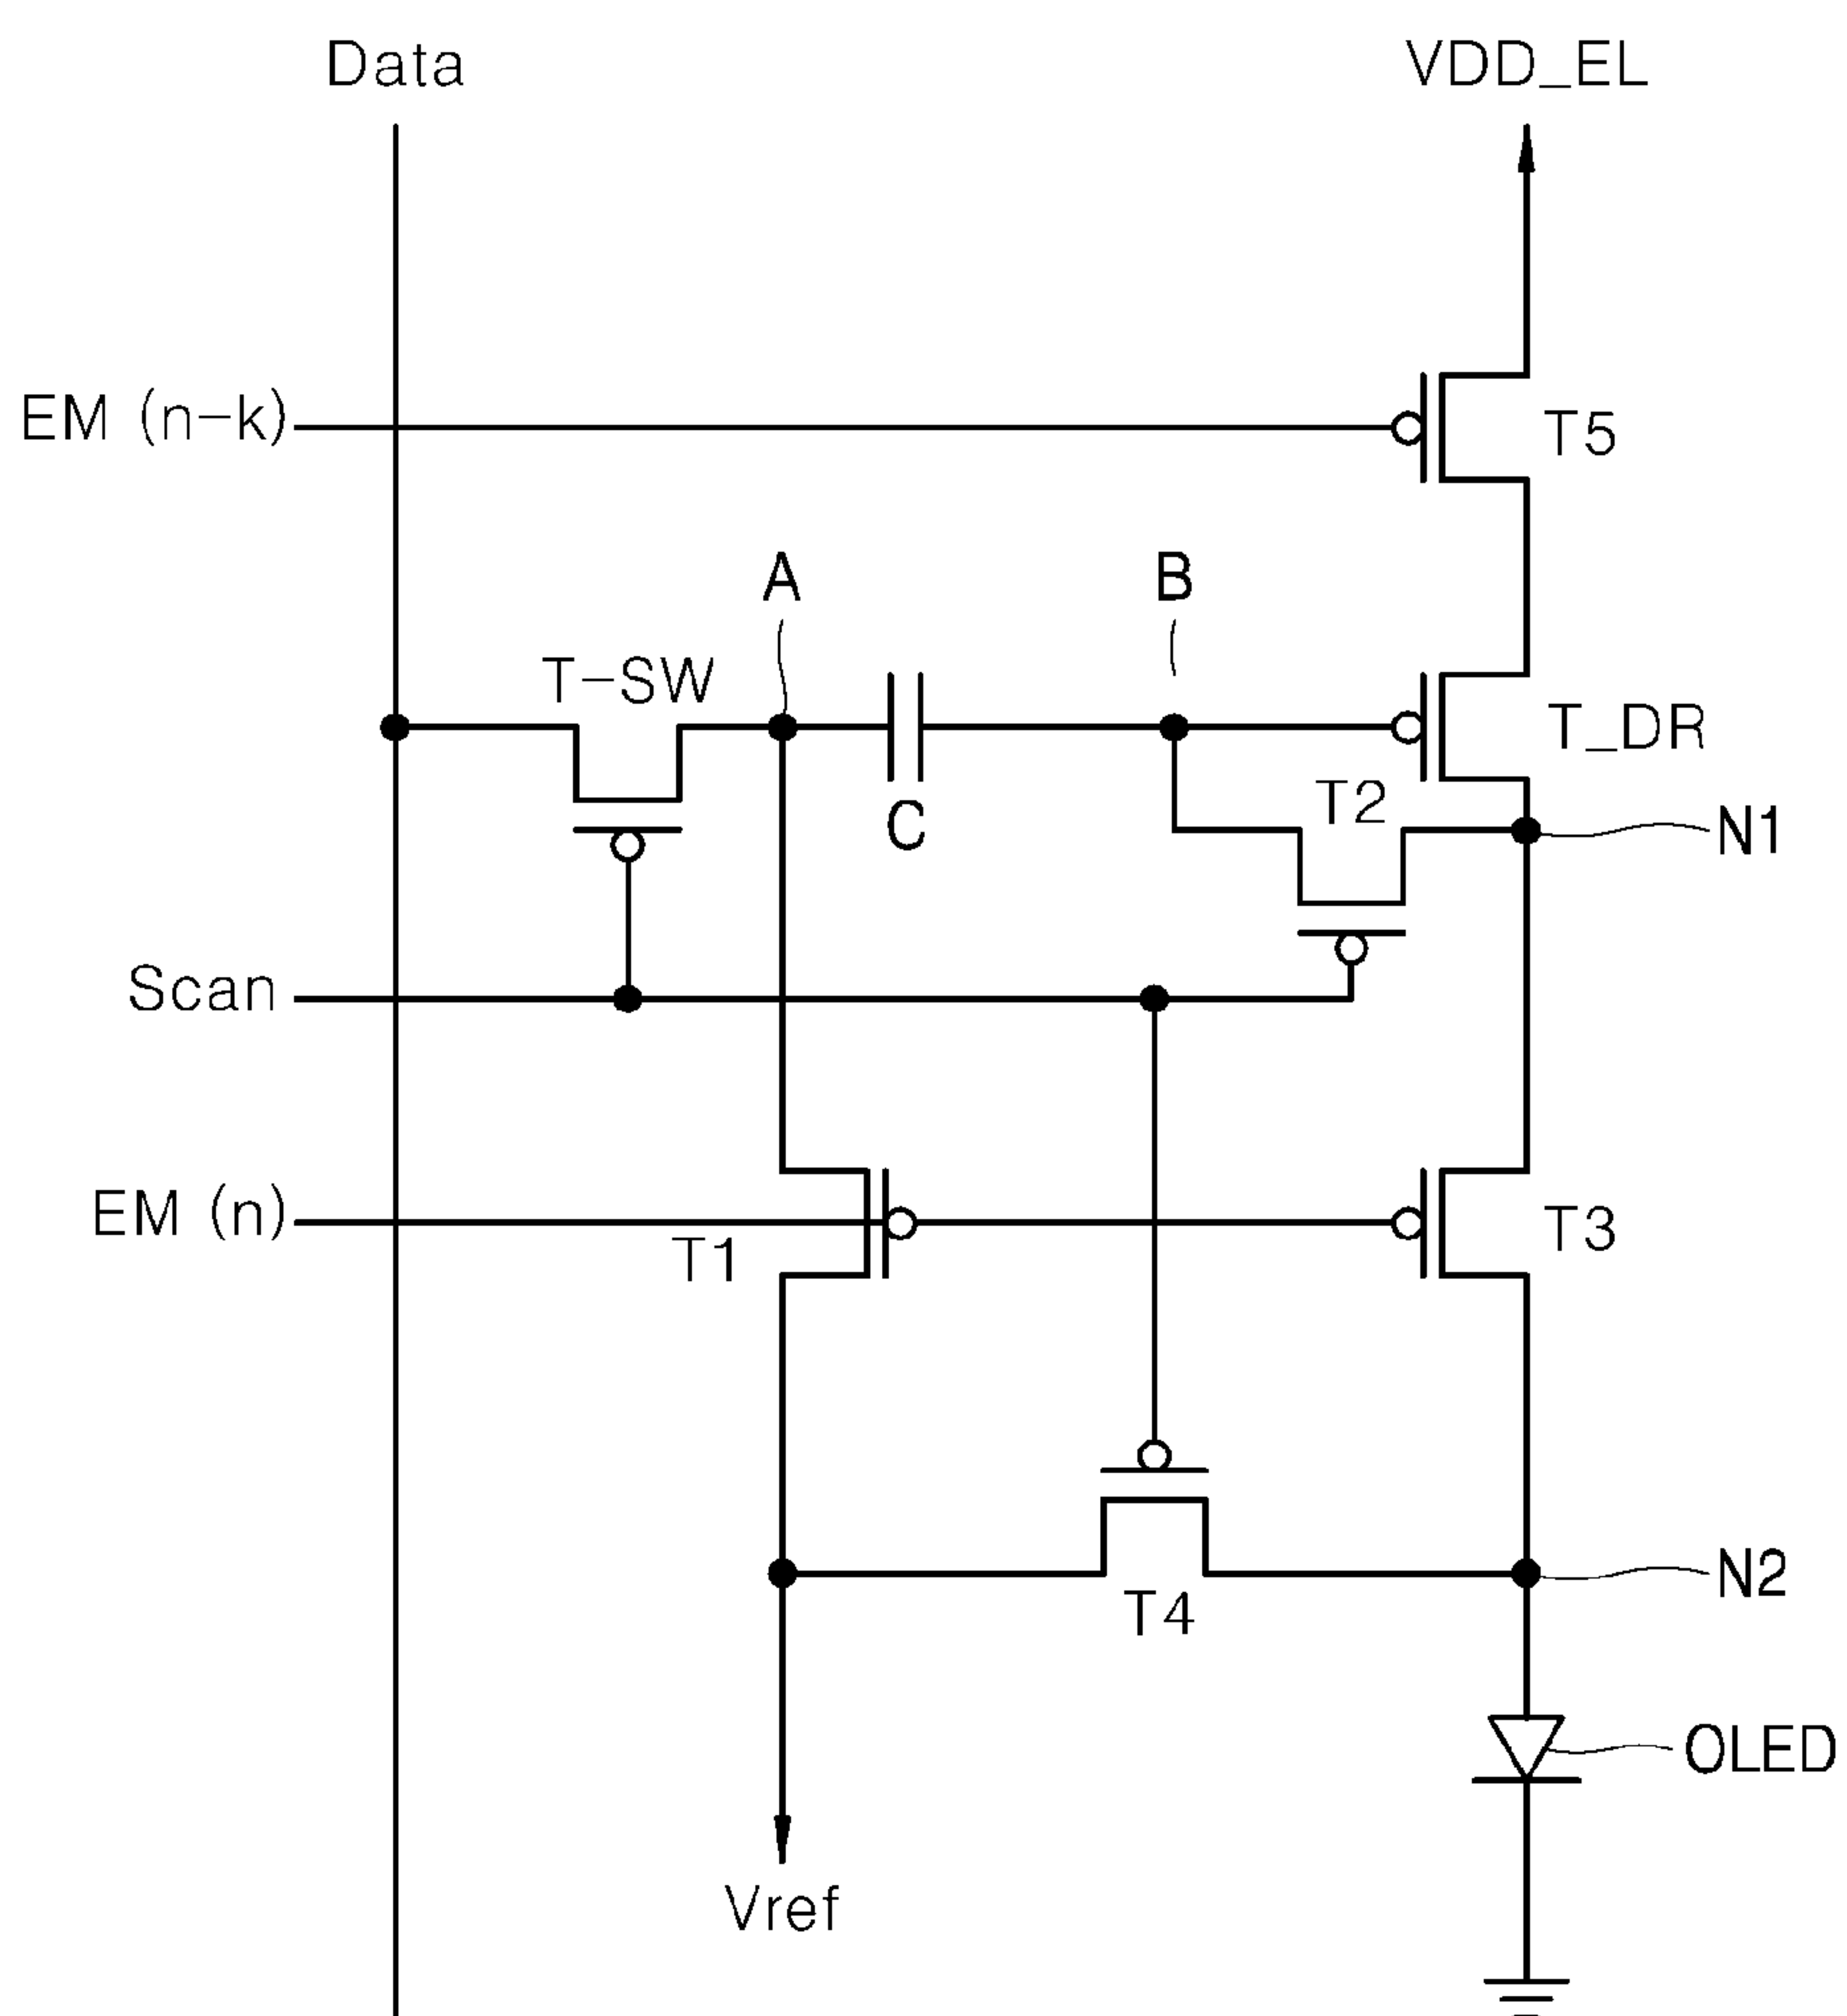 Data
VDD_EL
EM (n-k)
T5
A
B
T-SW
T_DR
T2
C
N1
Scan
EM (n)
T1
T3
N2
T4
OLED
Vref